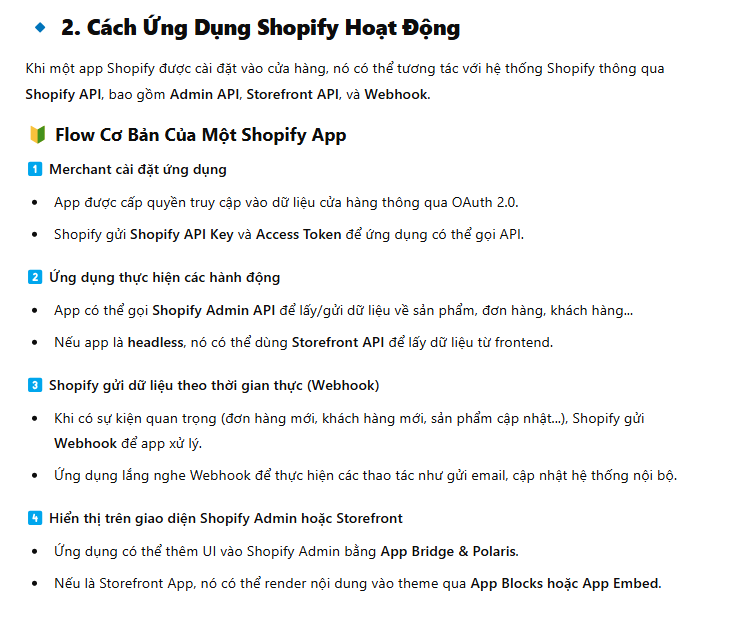 🔹 2. Cách Ứng Dụng Shopify Hoạt Động
Khi một app Shopify được cài đặt vào cửa hàng, nó có thể tương tác với hệ thống Shopify thông qua
Shopify API, bao gồm Admin API, Storefront API, và Webhook.
🔰 Flow Cơ Bản Của Một Shopify App
1️⃣ Merchant cài đặt ứng dụng
• App được cấp quyền truy cập vào dữ liệu cửa hàng thông qua OAuth 2.0.
• Shopify gửi Shopify API Key và Access Token để ứng dụng có thể gọi API.
2️⃣ Ứng dụng thực hiện các hành động
• App có thể gọi Shopify Admin API để lấy/gửi dữ liệu về sản phẩm, đơn hàng, khách hàng...
• Nếu app là headless, nó có thể dùng Storefront API để lấy dữ liệu từ frontend.
3️⃣ Shopify gửi dữ liệu theo thời gian thực (Webhook)
• Khi có sự kiện quan trọng (đơn hàng mới, khách hàng mới, sản phẩm cập nhật...), Shopify gửi
Webhook để app xử lý.
• Ứng dụng lắng nghe Webhook để thực hiện các thao tác như gửi email, cập nhật hệ thống nội bộ.
4️⃣ Hiển thị trên giao diện Shopify Admin hoặc Storefront
• Ứng dụng có thể thêm UI vào Shopify Admin bằng App Bridge & Polaris.
• Nếu là Storefront App, nó có thể render nội dung vào theme qua App Blocks hoặc App Embed.